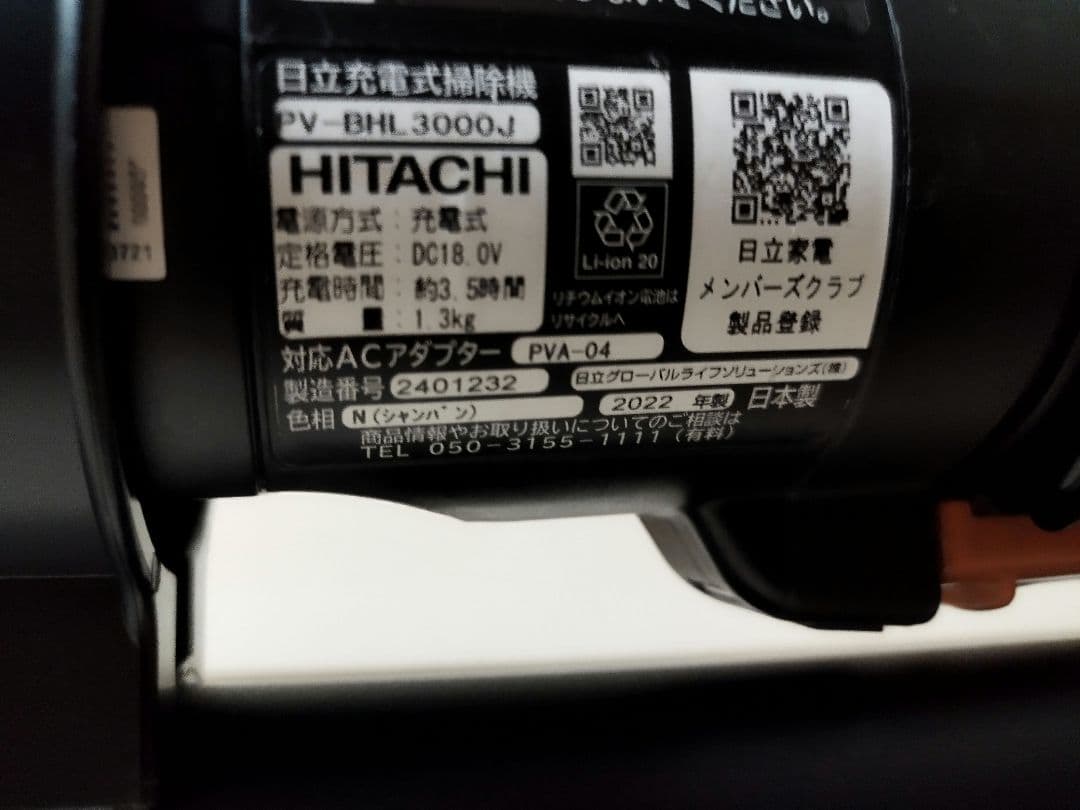 ください。
日立充電式掃除機
PV-BHL3000J
HITACHI
電源方式：充電式
定格電圧：DC18.0V
充電時間：約3.5時間
質量：1.3kg
対応ACアダプター PVA-04
製造番号 2401232
色相 N(シャンパン)
Li-ion 20
リチウムイオン電池は
リサイクルへ
日立家電
メンバーズクラブ
製品登録
日立グローバルライフソリューションズ(株)
2022 年製 日本製
商品情報やお取り扱いについてのご相談は
TEL 050-3155-1111(有料)
3721